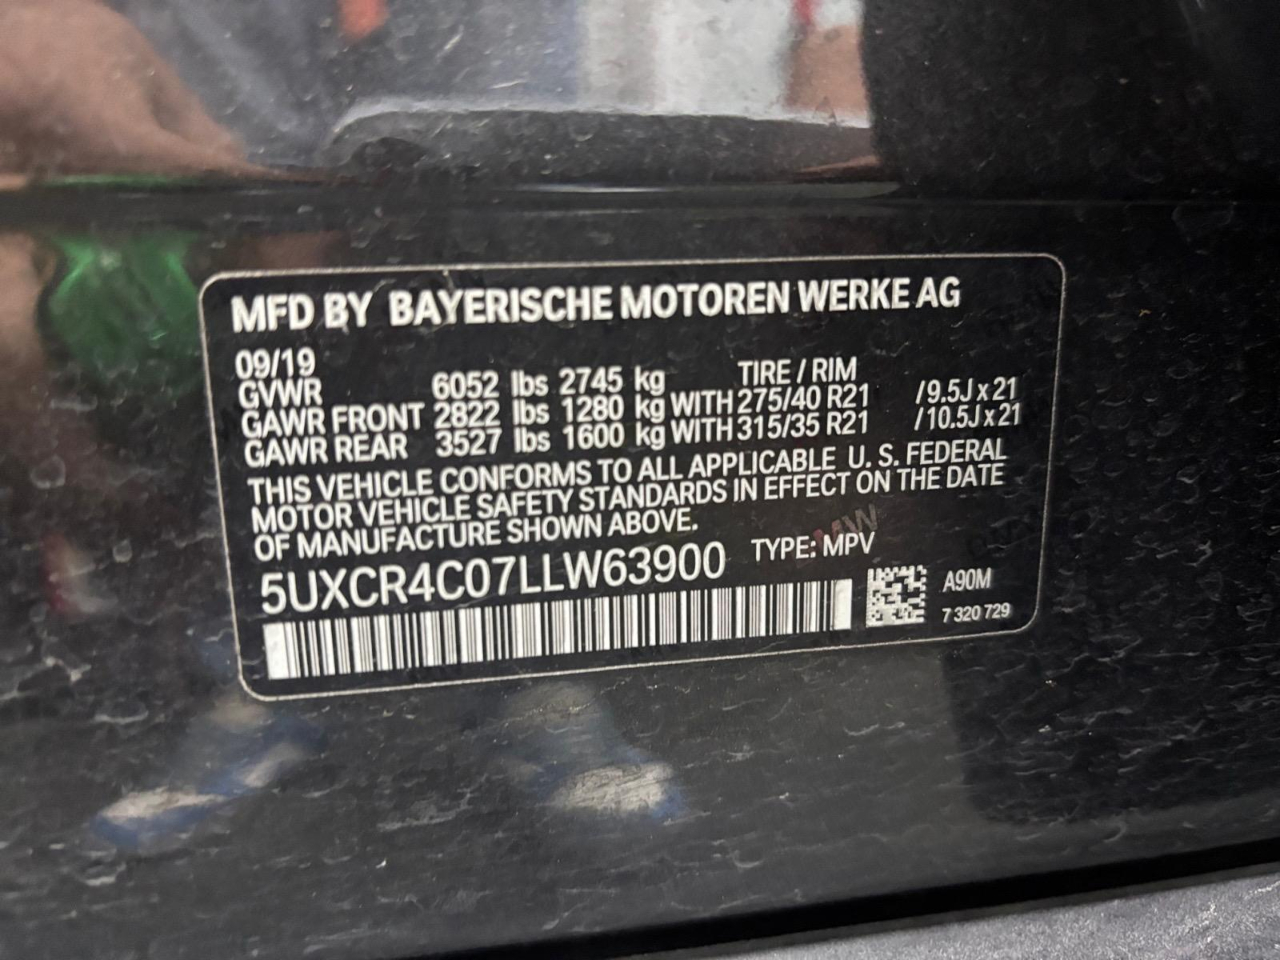 MFD BY BAYERISCHE MOTOREN WERKE AG
09/19 TIRE / RIM
GVWR 6052 lbs 2745 kg
GAWR FRONT 2822 lbs 1280 kg WITH 275/40 R21 /9.5J x 21
GAWR REAR 3527 lbs 1600 kg WITH 315/35 R21 /10.5J x 21
THIS VEHICLE CONFORMS TO ALL APPLICABLE U. S. FEDERAL
MOTOR VEHICLE SAFETY STANDARDS IN EFFECT ON THE DATE
OF MANUFACTURE SHOWN ABOVE.
5UXCR4C07LLW63900 TYPE: MPV
A90M
7 320 729